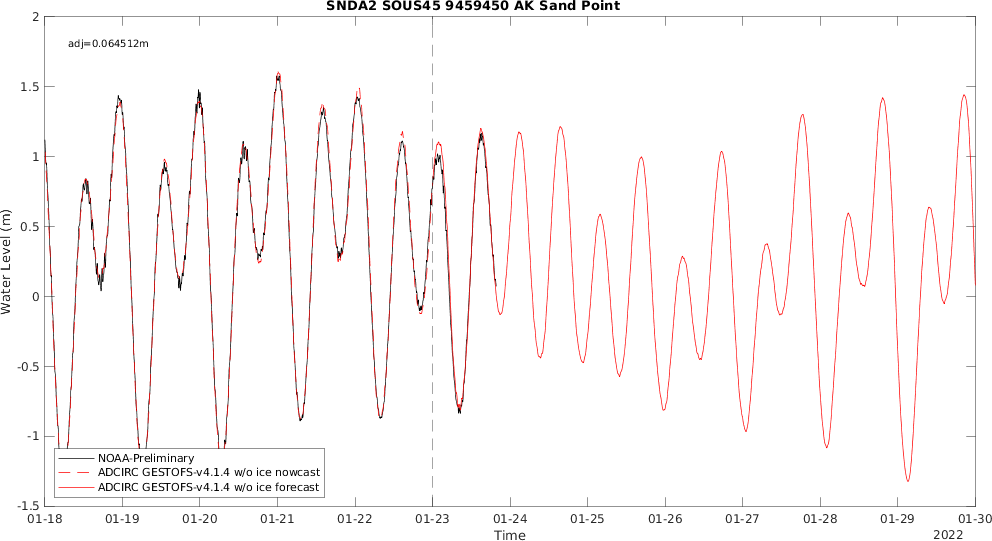 SNDA2 SOUS45 9459450 AK Sand Point
adj=0.064512m
Water Level (m)
2
1.5
1
0.5
0
-0.5
-1
-1.5
NOAA-Preliminary
ADCIRC GESTOFS-v4.1.4 w/o ice nowcast
ADCIRC GESTOFS-v4.1.4 w/o ice forecast
01-18 01-19 01-20 01-21 01-22 01-23 01-24 01-25 01-26 01-27 01-28 01-29 01-30
Time
2022